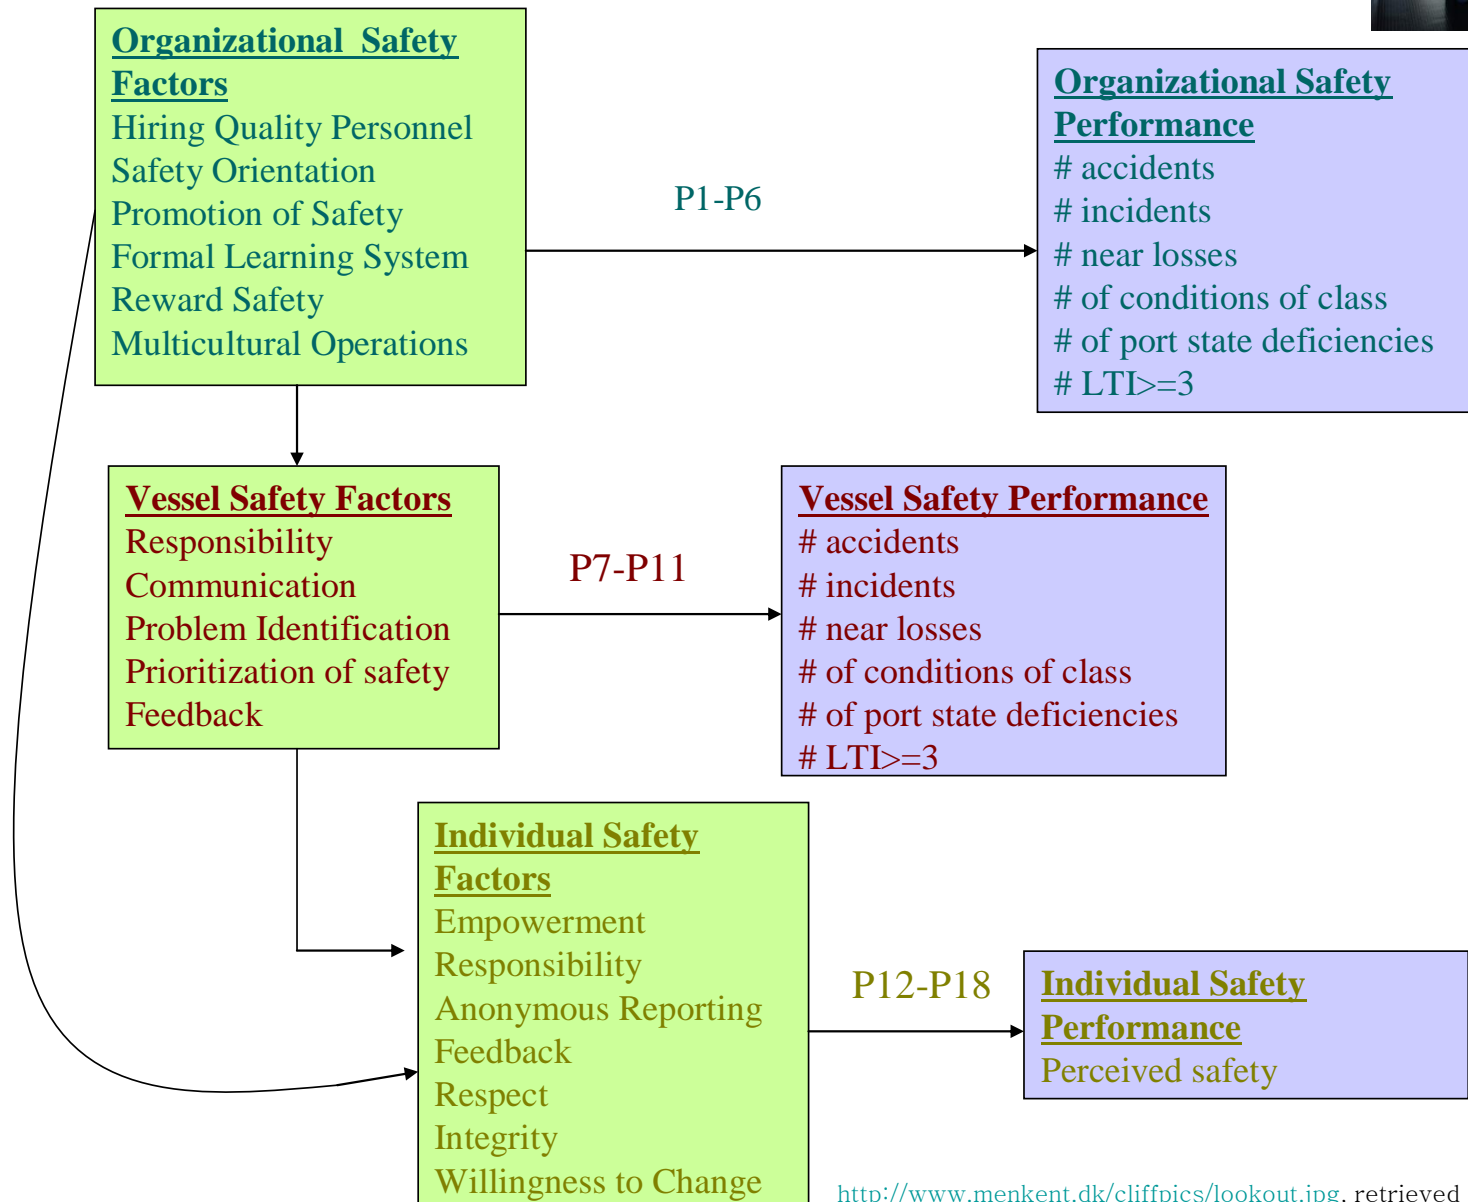 Organizational Safety
Factors
Hiring Quality Personnel
Safety Orientation
Promotion of Safety
Formal Learning System
Reward Safety
Multicultural Operations
P1-P6
Organizational Safety
Performance
# accidents
# incidents
# near losses
# of conditions of class
# of port state deficiencies
# LTI>=3
Vessel Safety Factors
Responsibility
Communication
Problem Identification
Prioritization of safety
Feedback
P7-P11
Vessel Safety Performance
# accidents
# incidents
# near losses
# of conditions of class
# of port state deficiencies
# LTI>=3
Individual Safety
Factors
Empowerment
Responsibility
Anonymous Reporting
Feedback
Respect
Integrity
Willingness to Change
P12-P18
Individual Safety
Performance
Perceived safety
http://www.menkent.dk/cliffpics/lookout.jpg, retrieved